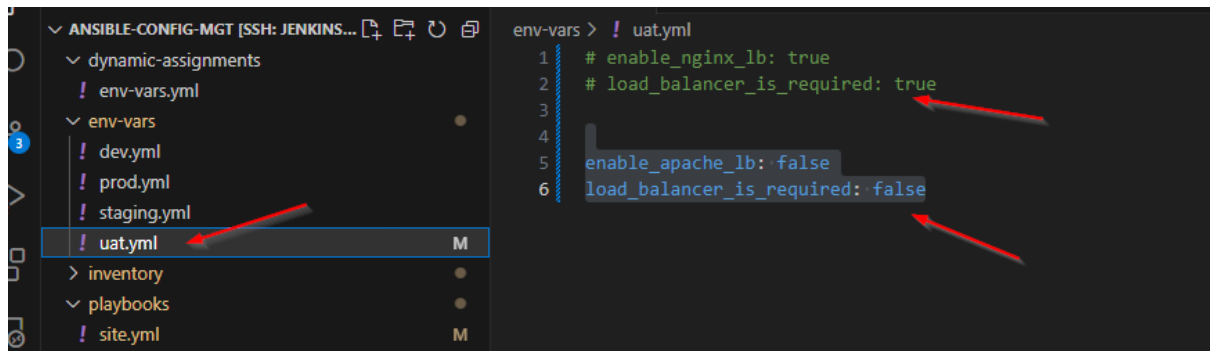 ANSIBLE-CONFIG-MGT [SSH: JENKINS...
dynamic-assignments
! env-vars.yml
env-vars
! dev.yml
! prod.yml
! staging.yml
! uat.yml M
inventory
playbooks
! site.yml M
3
env-vars > ! uat.yml
1 # enable_nginx_lb: true
2 # load_balancer_is_required: true
3
4
5 enable_apache_lb: false
6 load_balancer_is_required: false